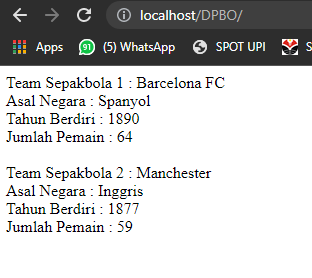 localhost/DPBO/
Apps
91
(5) WhatsApp
SPOT UPI
S
Team Sepakbola 1 : Barcelona FC
Asal Negara : Spanyol
Tahun Berdiri : 1890
Jumlah Pemain : 64
Team Sepakbola 2 : Manchester
Asal Negara : Inggris
Tahun Berdiri : 1877
Jumlah Pemain : 59